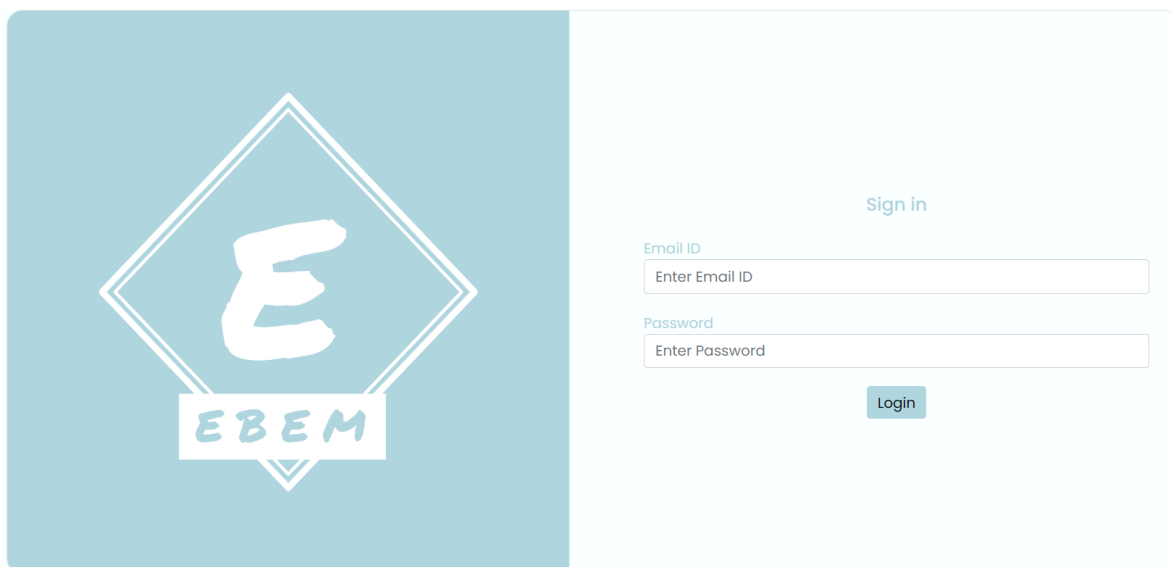 E
EBEM
Sign in
Email ID
Enter Email ID
Password
Enter Password
Login